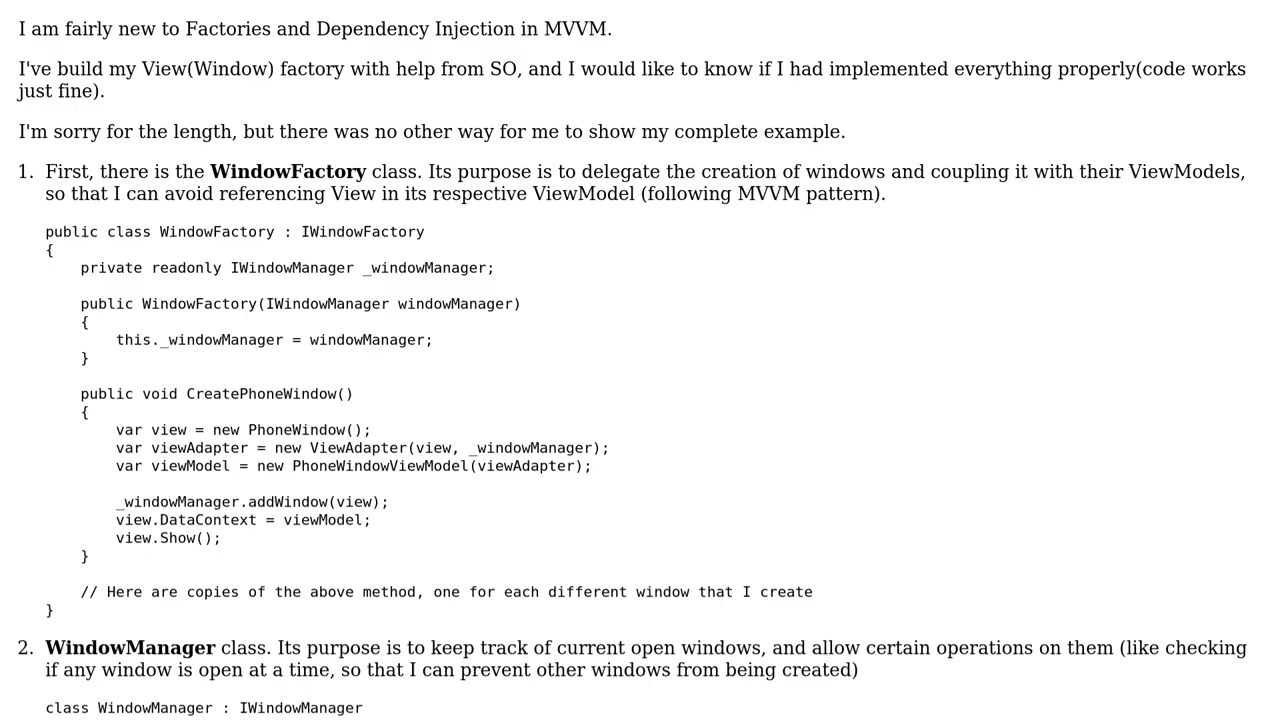 I am fairly new to Factories and Dependency Injection in MVVM.
I've build my View(Window) factory with help from SO, and I would like to know if I had implemented everything properly(code works
just fine).
I'm sorry for the length, but there was no other way for me to show my complete example.
1. First, there is the WindowFactory class. Its purpose is to delegate the creation of windows and coupling it with their ViewModels,
so that I can avoid referencing View in its respective ViewModel (following MVVM pattern).
public class WindowFactory : IWindowFactory
{
    private readonly IWindowManager _windowManager;
    public WindowFactory(IWindowManager windowManager)
    {
        this._windowManager = windowManager;
    }
    public void CreatePhoneWindow()
    {
        var view = new PhoneWindow();
        var viewAdapter = new ViewAdapter(view, _windowManager);
        var viewModel = new PhoneWindowViewModel(viewAdapter);
        _windowManager.addWindow(view);
        view.DataContext = viewModel;
        view.Show();
    }
    // Here are copies of the above method, one for each different window that I create
}
2. WindowManager class. Its purpose is to keep track of current open windows, and allow certain operations on them (like checking
if any window is open at a time, so that I can prevent other windows from being created)
class WindowManager : IWindowManager